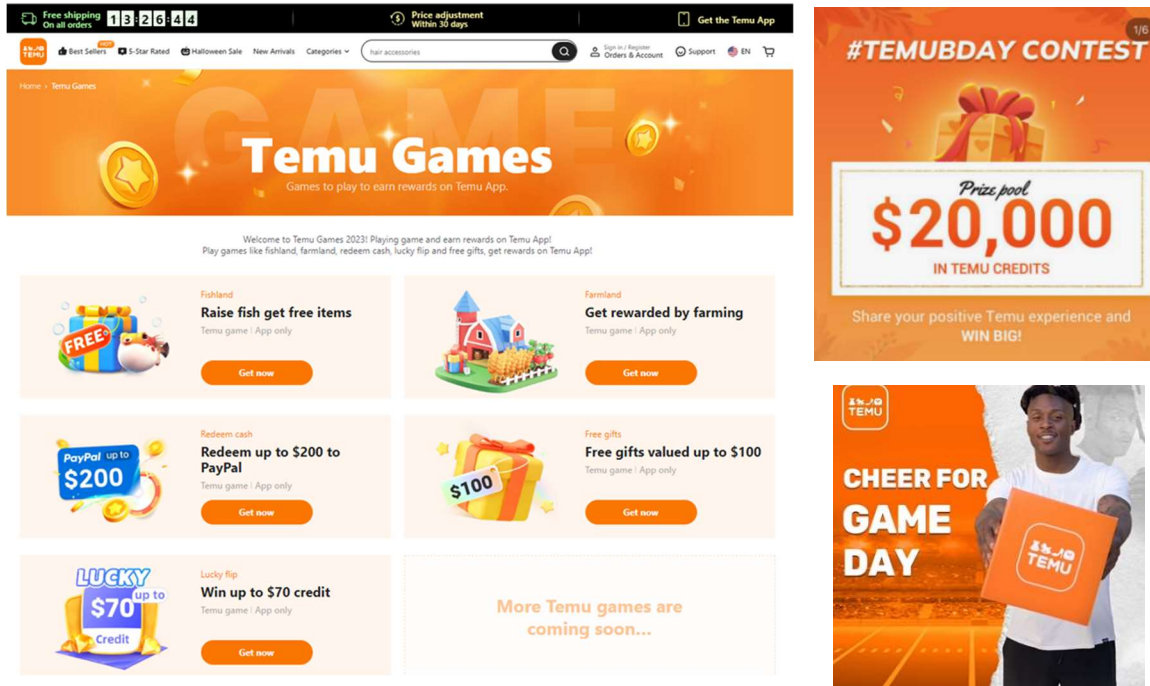 Free shipping
On all orders
13:26:44
Price adjustment
Within 30 days
Get the Temu App
TEMU
Best Sellers
HOT
5-Star Rated
Halloween Sale
New Arrivals
Categories
hair accessories
Sign in / Register
Orders & Account
Support
EN
Home › Temu Games
GAME
Temu Games
Games to play to earn rewards on Temu App.
Welcome to Temu Games 2023! Playing game and earn rewards on Temu App!
Play games like fishland, farmland, redeem cash, lucky flip and free gifts, get rewards on Temu App!
FREE
Fishland
Raise fish get free items
Temu game | App only
Get now
Farmland
Get rewarded by farming
Temu game | App only
Get now
PayPal up to
$200
Redeem cash
Redeem up to $200 to
PayPal
Temu game | App only
Get now
$100
Free gifts
Free gifts valued up to $100
Temu game | App only
Get now
LUCKY
up to
$70
Credit
Lucky flip
Win up to $70 credit
Temu game | App only
Get now
More Temu games are
coming soon...
1/6
#TEMUBDAY CONTEST
Prize pool
$20,000
IN TEMU CREDITS
Share your positive Temu experience and
WIN BIG!
TEMU
CHEER FOR
GAME
DAY
TEMU